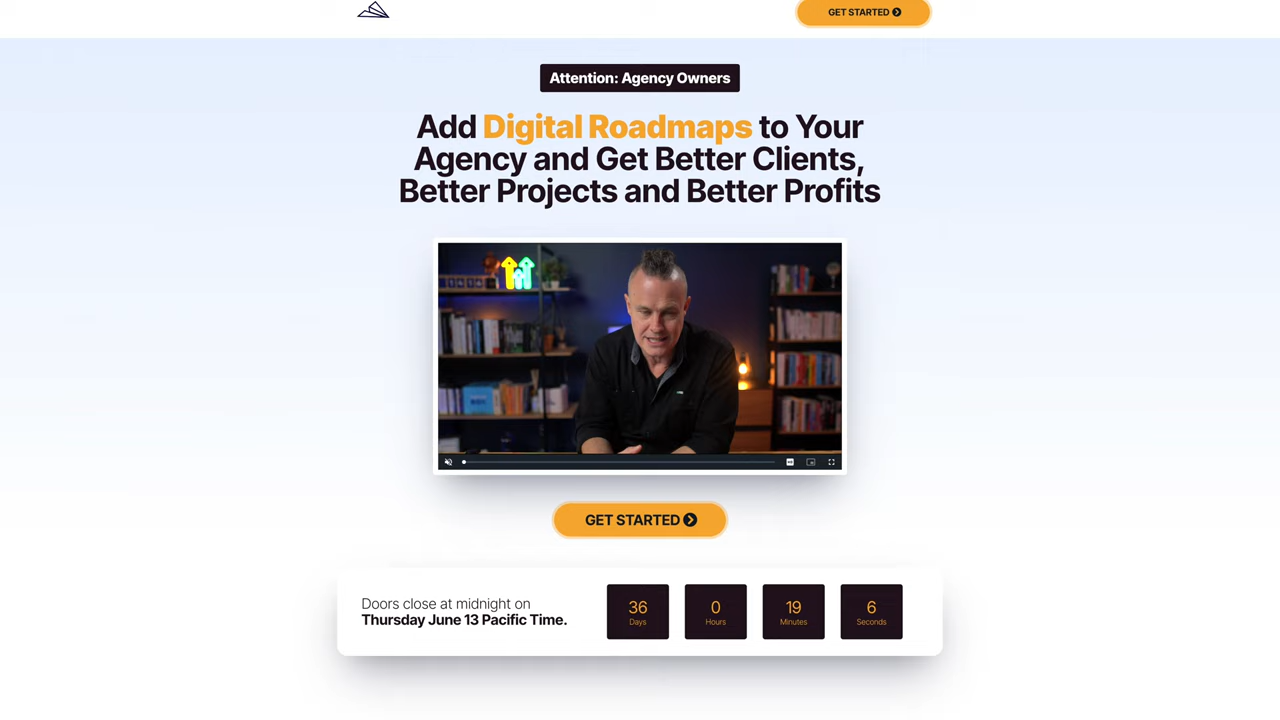 GET STARTED
Attention: Agency Owners
Add Digital Roadmaps to Your
Agency and Get Better Clients,
Better Projects and Better Profits
GET STARTED
Doors close at midnight on
Thursday June 13 Pacific Time.
36
Days
0
Hours
19
Minutes
6
Seconds